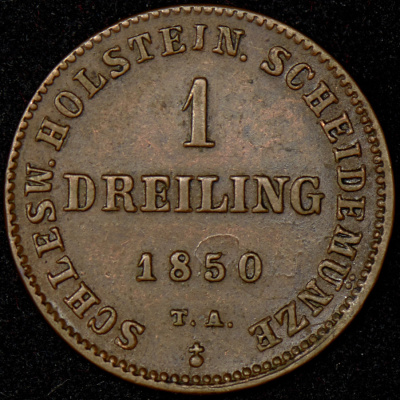 SCHLESW. HOLSTEIN. SCHEIDEMÜNZE
1
DREILING
1850
T. A.